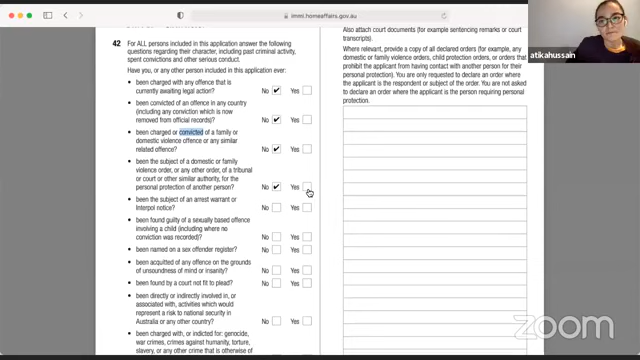 immi.homeaffairs.gov.au
42 For ALL persons included in this application answer the following
questions regarding their character, including past criminal activity,
spent convictions and other serious conduct.
Have you, or any other person included in this application ever:
• been charged with any offence that is
currently awaiting legal action? No ✔ Yes
• been convicted of an offence in any country
(including any conviction which is now
removed from official records)? No ✔ Yes
• been charged or convicted of a family or
domestic violence offence or any similar
related offence? No ✔ Yes
• been the subject of a domestic or family
violence order, or any other order, of a tribunal
or court or other similar authority, for the
personal protection of another person? No ✔ Yes
• been the subject of an arrest warrant or
Interpol notice? No Yes
• been found guilty of a sexually based offence
involving a child (including where no
conviction was recorded)? No Yes
• been named on a sex offender register? No Yes
• been acquitted of any offence on the grounds
of unsoundness of mind or insanity? No Yes
• been found by a court not fit to plead? No Yes
• been directly or indirectly involved in, or
associated with, activities which would
represent a risk to national security in
Australia or any other country? No Yes
• been charged with, or indicted for: genocide,
war crimes, crimes against humanity, torture,
slavery, or any other crime that is otherwise of
Also attach court documents (for example sentencing remarks or court
transcripts).
Where relevant, provide a copy of all declared orders (for example, any
domestic or family violence orders, child protection orders, or orders
that prohibit the applicant from having contact with another person for their
personal protection). You are only requested to declare an order where the
applicant is the respondent or subject of the order. You are not
asked to declare an order where the applicant is the person requiring personal
protection.
atikahussain
zoom